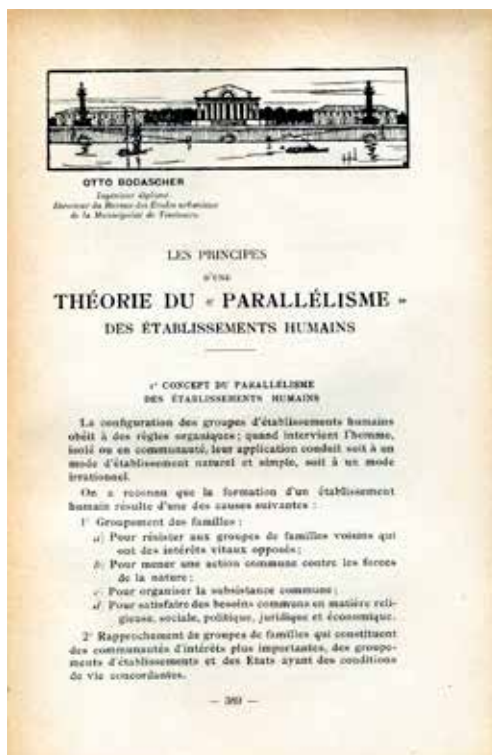 OTTO BODASCHER
Ingénieur diplômé
Directeur du Bureau des Études urbaines
de la Municipalité de
LES PRINCIPES
D'UNE
THÉORIE DU « PARALLÉLISME »
DES ÉTABLISSEMENTS HUMAINS
1° CONCEPT DU PARALLÉLISME
DES ÉTABLISSEMENTS HUMAINS
La configuration des groupes d'établissements humains
obéit à des règles organiques ; quand intervient l'homme,
isolé ou en communauté, leur application conduit soit à un
mode d'établissement naturel et simple, soit à un mode
irrationnel.
On a reconnu que la formation d'un établissement
humain résulte d'une des causes suivantes :
1° Groupement des familles :
a) Pour résister aux groupes de familles voisins qui
ont des intérêts vitaux opposés ;
b) Pour mener une action commune contre les forces
de la nature ;
c) Pour organiser la subsistance commune ;
d) Pour satisfaire des besoins communs en matière reli-
gieuse, sociale, politique, juridique et économique.
2° Rapprochement de groupes de familles qui constituent
des communautés d'intérêts plus importantes, des groupe-
ments d'établissements et des Etats ayant des conditions
de vie concordantes.
— 389 —